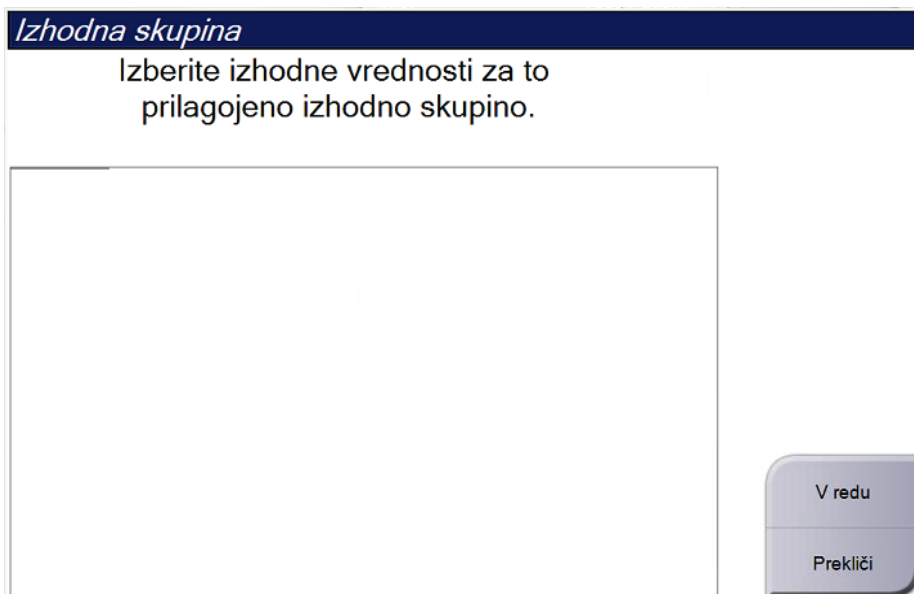 Izhodna skupina
Izberite izhodne vrednosti za to
prilagojeno izhodno skupino.
V redu
Prekliči